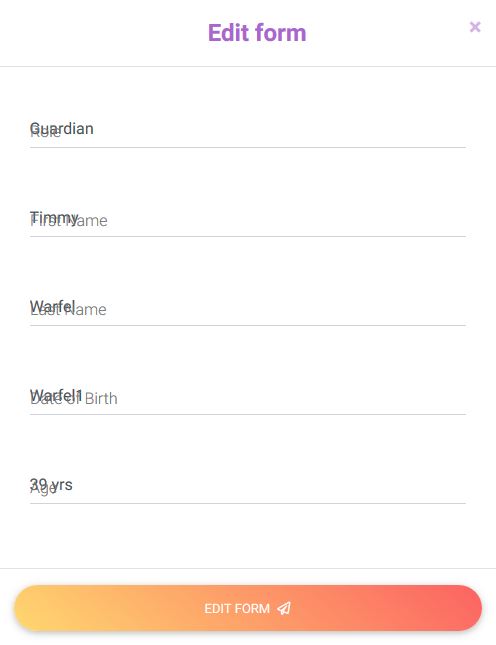 Edit form
×
Guardian
Role
Timmy
First Name
Warfel
Last Name
Warfel1
Date of Birth
39 yrs
Age
EDIT FORM